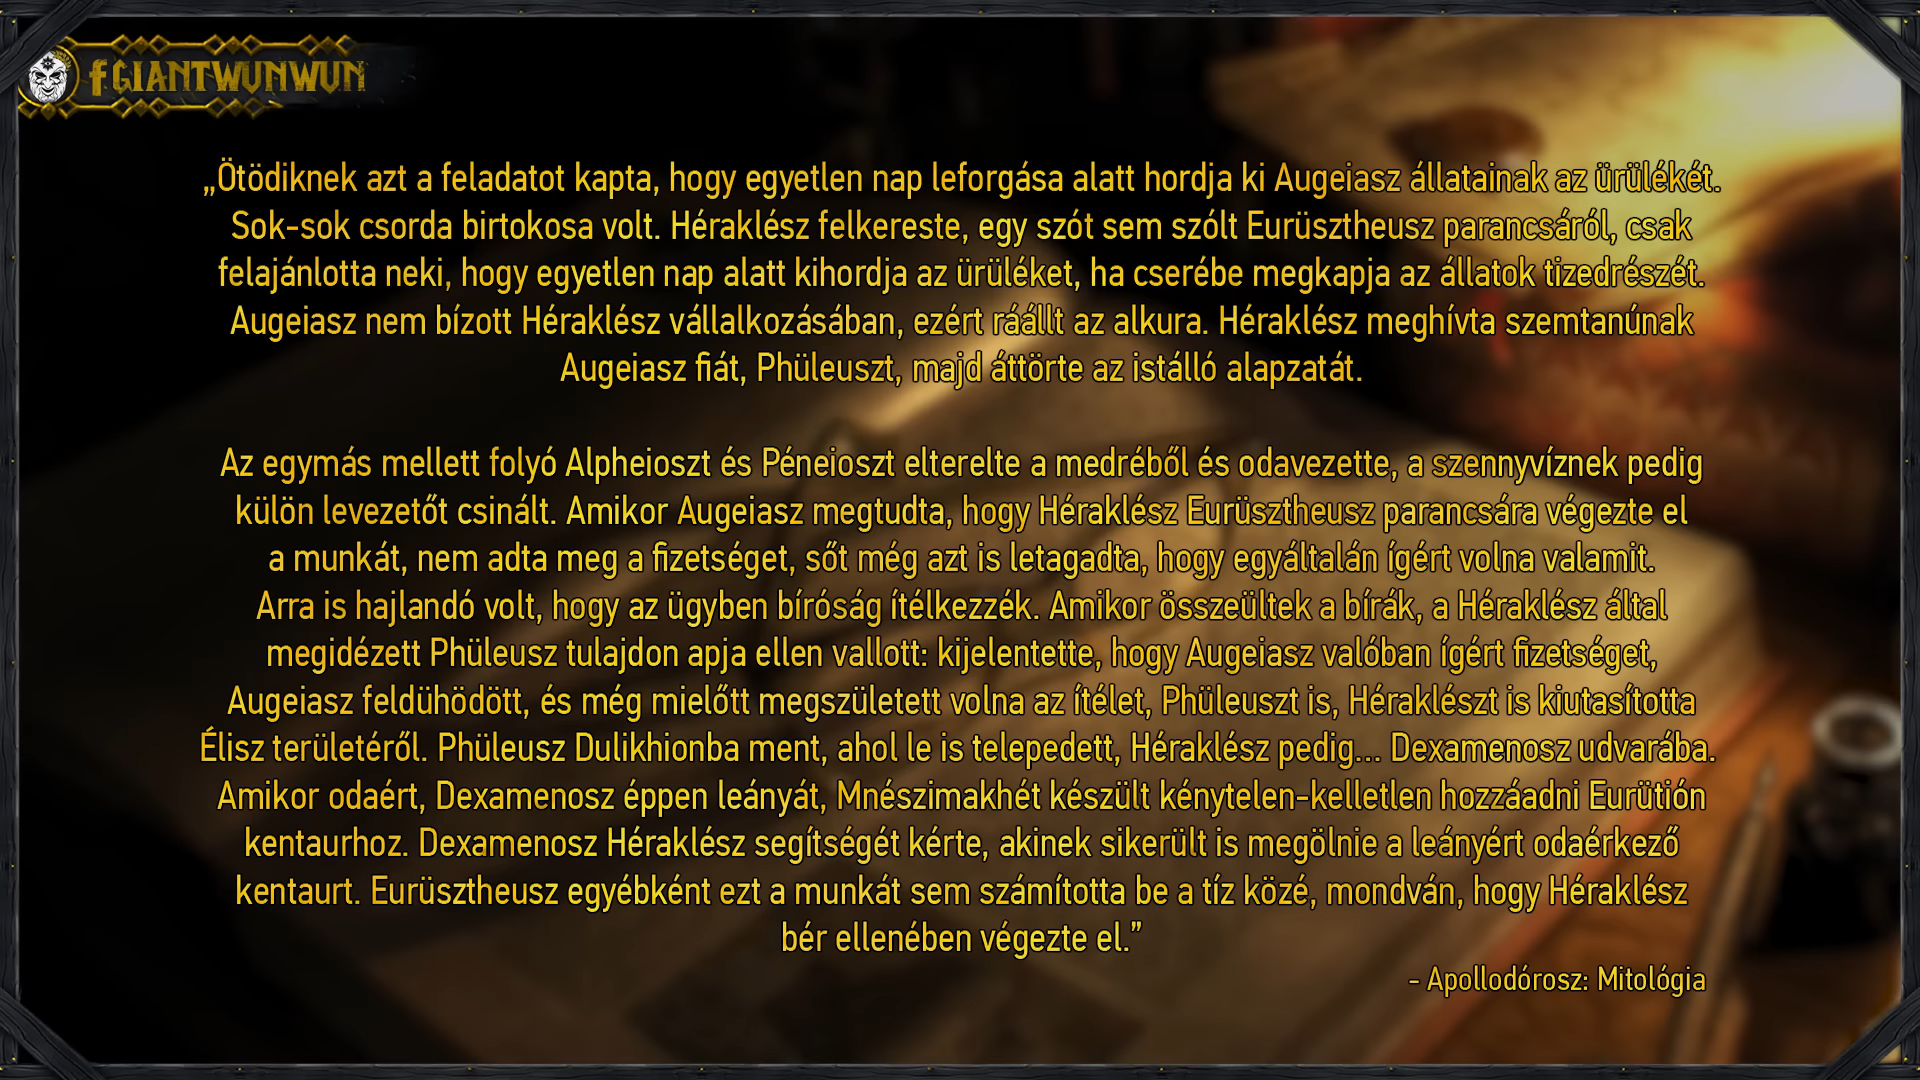 FGIANTWUNWUN
„Ötödiknek azt a feladatot kapta, hogy egyetlen nap leforgása alatt hordja ki Augeiasz állatainak az ürülékét.
Sok-sok csorda birtokosa volt. Héraklész felkereste, egy szót sem szólt Eurüsztheusz parancsáról, csak
felajánlotta neki, hogy egyetlen nap alatt kihordja az ürüléket, ha cserébe megkapja az állatok tizedrészét.
Augeiasz nem bízott Héraklész vállalkozásában, ezért ráállt az alkura. Héraklész meghívta szemtanúnak
Augeiasz fiát, Phüleuszt, majd áttörte az istálló alapzatát.
Az egymás mellett folyó Alpheioszt és Péneioszt elterelte a medréből és odavezette, a szennyvíznek pedig
külön levezetőt csinált. Amikor Augeiasz megtudta, hogy Héraklész Eurüsztheusz parancsára végezte el
a munkát, nem adta meg a fizetséget, sőt még azt is letagadta, hogy egyáltalán ígért volna valamit.
Arra is hajlandó volt, hogy az ügyben bíróság ítélkezzék. Amikor összeültek a bírák, a Héraklész által
megidézett Phüleusz tulajdon apja ellen vallott: kijelentette, hogy Augeiasz valóban ígért fizetséget,
Augeiasz feldühödött, és még mielőtt megszületett volna az ítélet, Phüleuszt is, Héraklészt is kiutasította
Élisz területéről. Phüleusz Dulikhionba ment, ahol le is telepedett, Héraklész pedig... Dexamenosz udvarába.
Amikor odaért, Dexamenosz éppen leányát, Mnészimakhét készült kénytelen-kelletlen hozzáadni Eurütión
kentaurhoz. Dexamenosz Héraklész segítségét kérte, akinek sikerült is megölnie a leányért odaérkező
kentaurt. Eurüsztheusz egyébként ezt a munkát sem számította be a tíz közé, mondván, hogy Héraklész
bér ellenében végezte el.”
- Apollodórosz: Mitológia